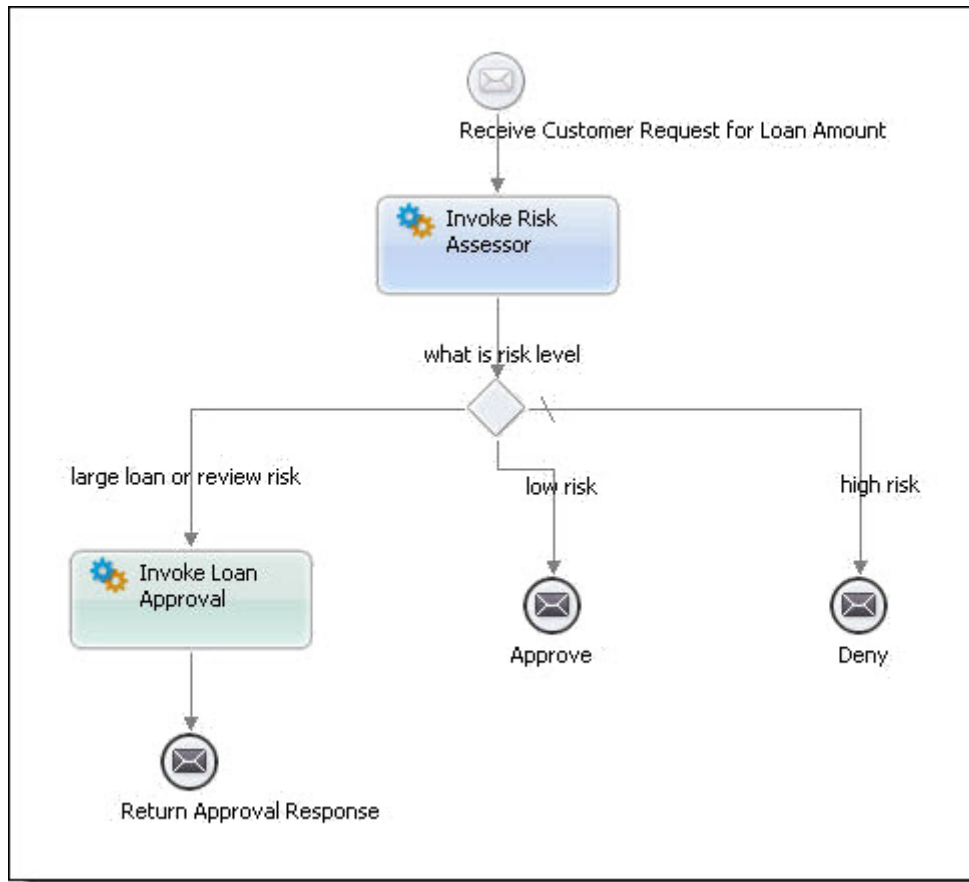 Receive Customer Request for Loan Amount
Invoke Risk
Assessor
what is risk level
large loan or review risk
low risk
high risk
Invoke Loan
Approval
Approve
Deny
Return Approval Response